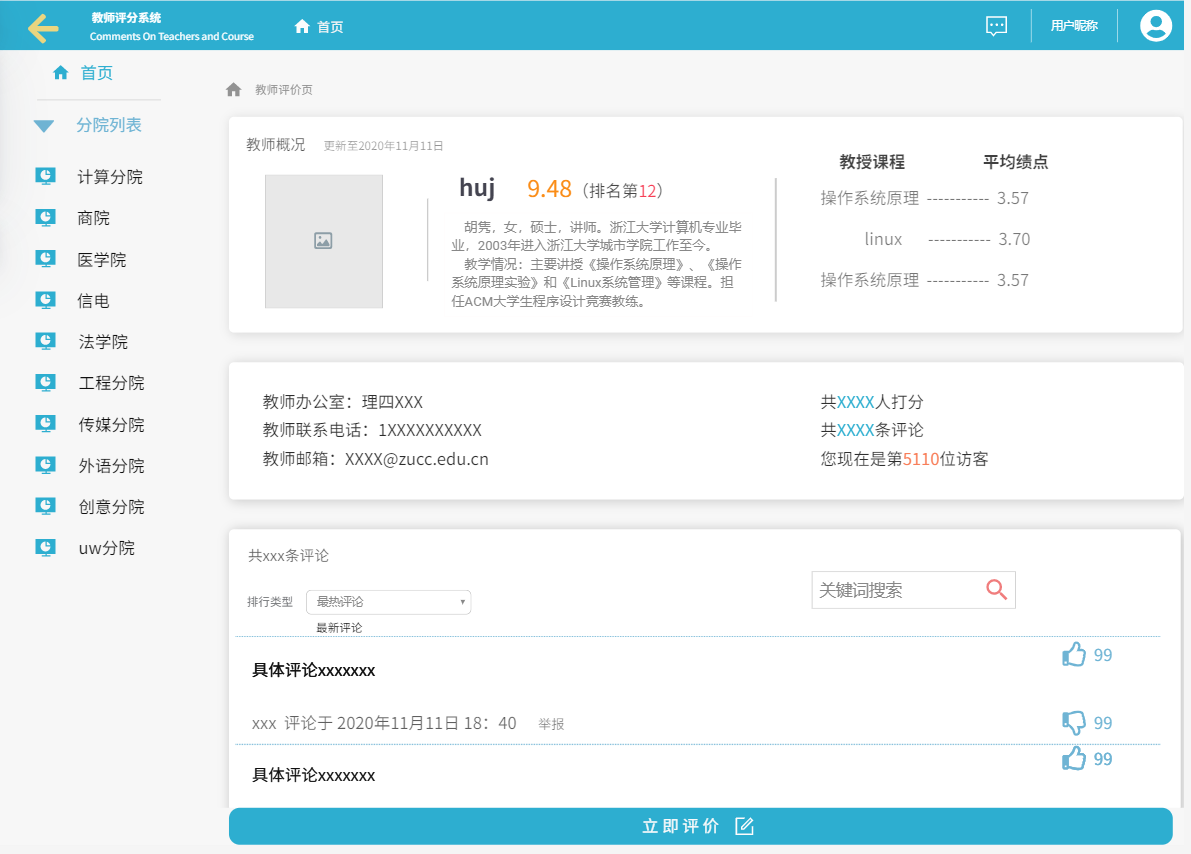 教师评分系统
Comments On Teachers and Course
首页
用户昵称
首页
分院列表
计算分院
商院
医学院
信电
法学院
工程分院
传媒分院
外语分院
创意分院
uw分院
教师评价页
教师概况 更新至2020年11月11日
huj 9.48（排名第12）
胡隽，女，硕士，讲师。浙江大学计算机专业毕
业，2003年进入浙江大学城市学院工作至今。
教学情况：主要讲授《操作系统原理》、《操作
系统原理实验》和《Linux系统管理》等课程。担
任ACM大学生程序设计竞赛教练。
教授课程 平均绩点
操作系统原理 ----------- 3.57
linux ----------- 3.70
操作系统原理 ----------- 3.57
教师办公室：理四XXX
教师联系电话：1XXXXXXXXXX
教师邮箱：XXXX@zucc.edu.cn
共XXXX人打分
共XXXX条评论
您现在是第5110位访客
共xxx条评论
关键词搜索
排行类型 最热评论
最新评论
具体评论xxxxxxx
99
xxx 评论于 2020年11月11日 18：40 举报
99
99
具体评论xxxxxxx
立即评价